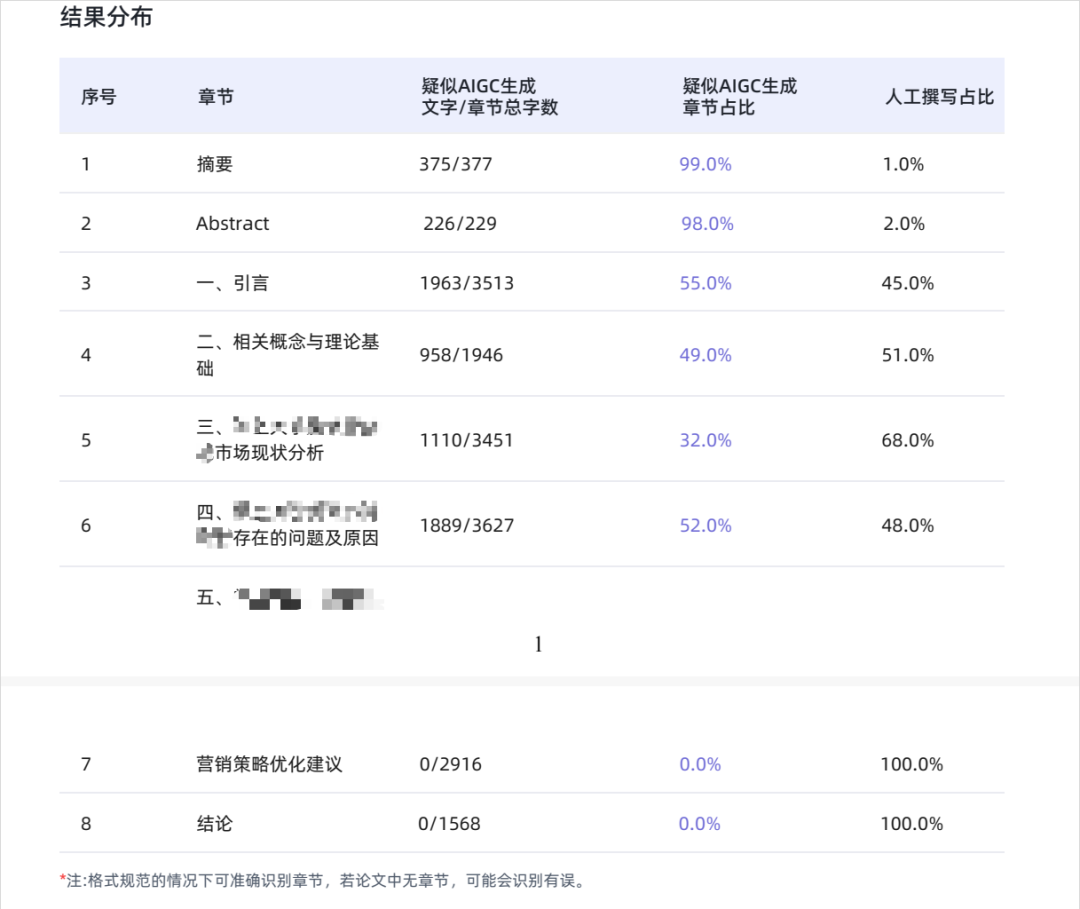 结果分布
序号 章节 疑似AIGC生成 文字/章节总字数 疑似AIGC生成 章节占比 人工撰写占比
1 摘要 375/377 99.0% 1.0%
2 Abstract 226/229 98.0% 2.0%
3 一、引言 1963/3513 55.0% 45.0%
4 二、相关概念与理论基 础 958/1946 49.0% 51.0%
5 三、 市场现状分析 1110/3451 32.0% 68.0%
6 四、 存在的问题及原因 1889/3627 52.0% 48.0%
五、
1
7 营销策略优化建议 0/2916 0.0% 100.0%
8 结论 0/1568 0.0% 100.0%
*注:格式规范的情况下可准确识别章节，若论文中无章节，可能会识别有误。